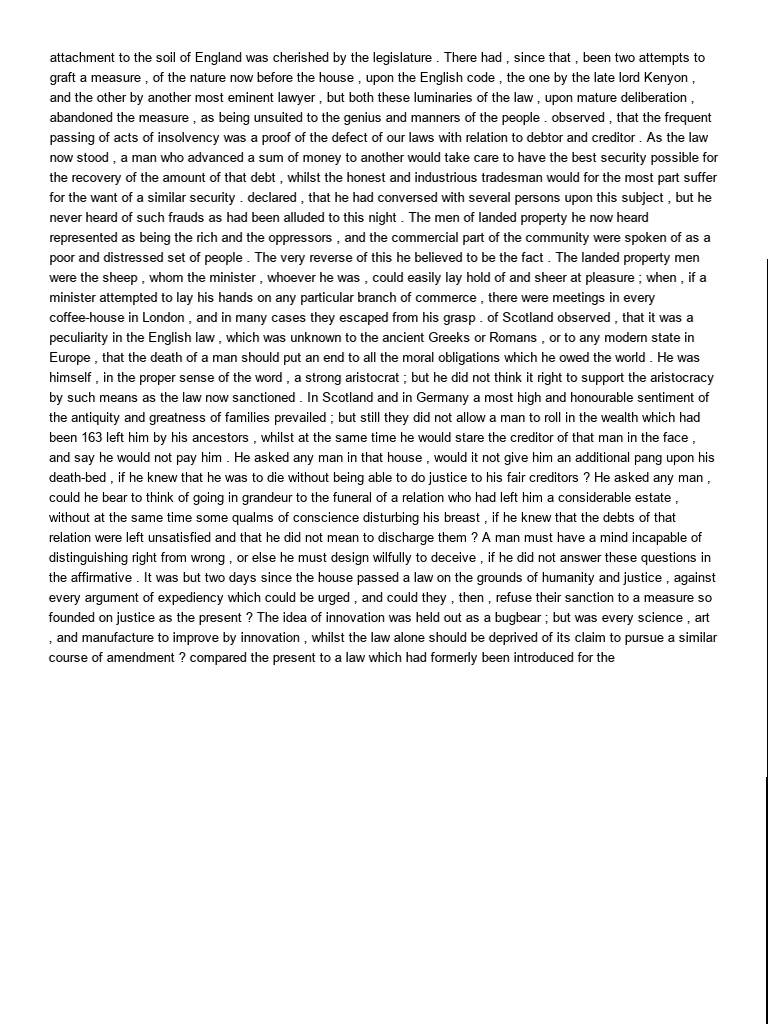 attachment to the soil of England was cherished by the legislature . There had , since that , been two attempts to
graft a measure , of the nature now before the house , upon the English code , the one by the late lord Kenyon ,
and the other by another most eminent lawyer , but both these luminaries of the law , upon mature deliberation ,
abandoned the measure , as being unsuited to the genius and manners of the people . observed , that the frequent
passing of acts of insolvency was a proof of the defect of our laws with relation to debtor and creditor . As the law
now stood , a man who advanced a sum of money to another would take care to have the best security possible for
the recovery of the amount of that debt , whilst the honest and industrious tradesman would for the most part suffer
for the want of a similar security . declared , that he had conversed with several persons upon this subject , but he
never heard of such frauds as had been alluded to this night . The men of landed property he now heard
represented as being the rich and the oppressors , and the commercial part of the community were spoken of as a
poor and distressed set of people . The very reverse of this he believed to be the fact . The landed property men
were the sheep , whom the minister , whoever he was , could easily lay hold of and sheer at pleasure ; when , if a
minister attempted to lay his hands on any particular branch of commerce , there were meetings in every
coffee-house in London , and in many cases they escaped from his grasp . of Scotland observed , that it was a
peculiarity in the English law , which was unknown to the ancient Greeks or Romans , or to any modern state in
Europe , that the death of a man should put an end to all the moral obligations which he owed the world . He was
himself , in the proper sense of the word , a strong aristocrat ; but he did not think it right to support the aristocracy
by such means as the law now sanctioned . In Scotland and in Germany a most high and honourable sentiment of
the antiquity and greatness of families prevailed ; but still they did not allow a man to roll in the wealth which had
been 163 left him by his ancestors , whilst at the same time he would stare the creditor of that man in the face ,
and say he would not pay him . He asked any man in that house , would it not give him an additional pang upon his
death-bed , if he knew that he was to die without being able to do justice to his fair creditors ? He asked any man ,
could he bear to think of going in grandeur to the funeral of a relation who had left him a considerable estate ,
without at the same time some qualms of conscience disturbing his breast , if he knew that the debts of that
relation were left unsatisfied and that he did not mean to discharge them ? A man must have a mind incapable of
distinguishing right from wrong , or else he must design wilfully to deceive , if he did not answer these questions in
the affirmative . It was but two days since the house passed a law on the grounds of humanity and justice , against
every argument of expediency which could be urged , and could they , then , refuse their sanction to a measure so
founded on justice as the present ? The idea of innovation was held out as a bugbear ; but was every science , art
, and manufacture to improve by innovation , whilst the law alone should be deprived of its claim to pursue a similar
course of amendment ? compared the present to a law which had formerly been introduced for the